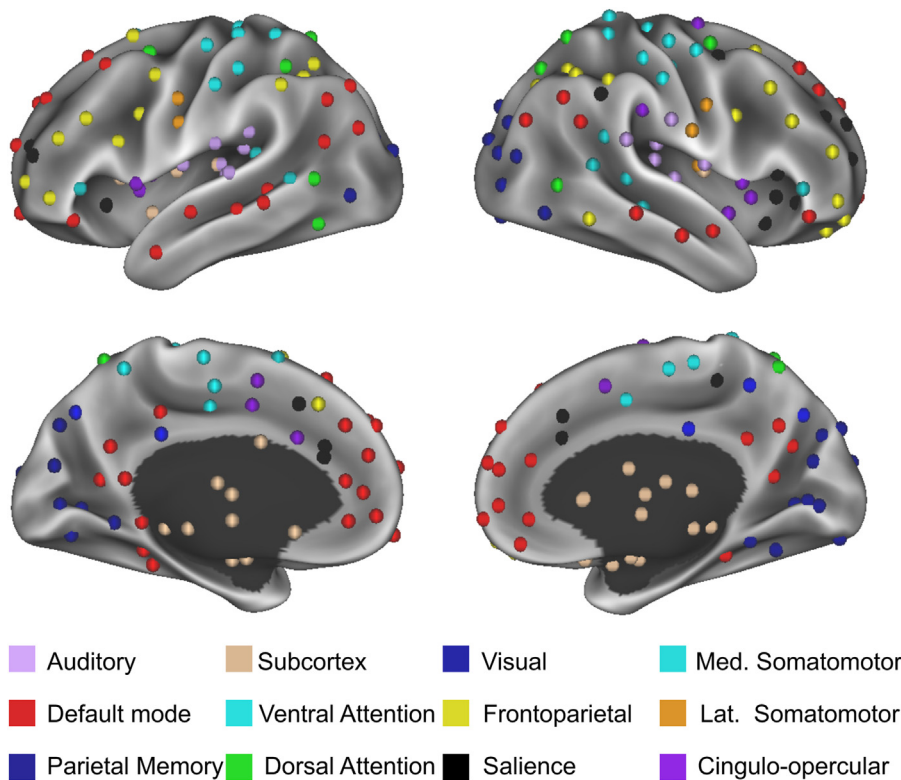 Auditory Subcortex Visual Med. Somatomotor
Default mode Ventral Attention Frontoparietal Lat. Somatomotor
Parietal Memory Dorsal Attention Salience Cingulo-opercular